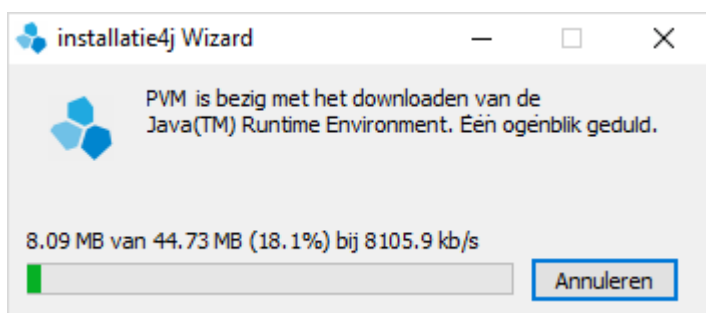 installatie4j Wizard
PVM is bezig met het downloaden van de
Java(TM) Runtime Environment. Één ogenblik geduld.
8.09 MB van 44.73 MB (18.1%) bij 8105.9 kb/s
Annuleren